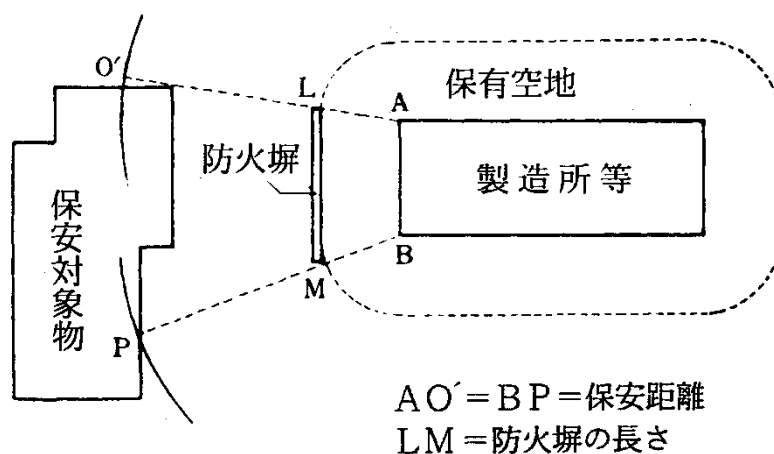 O′
L
A
保有空地
防火塀
製造所等
保安対象物
B
M
P
AO′=BP=保安距離
LM=防火塀の長さ